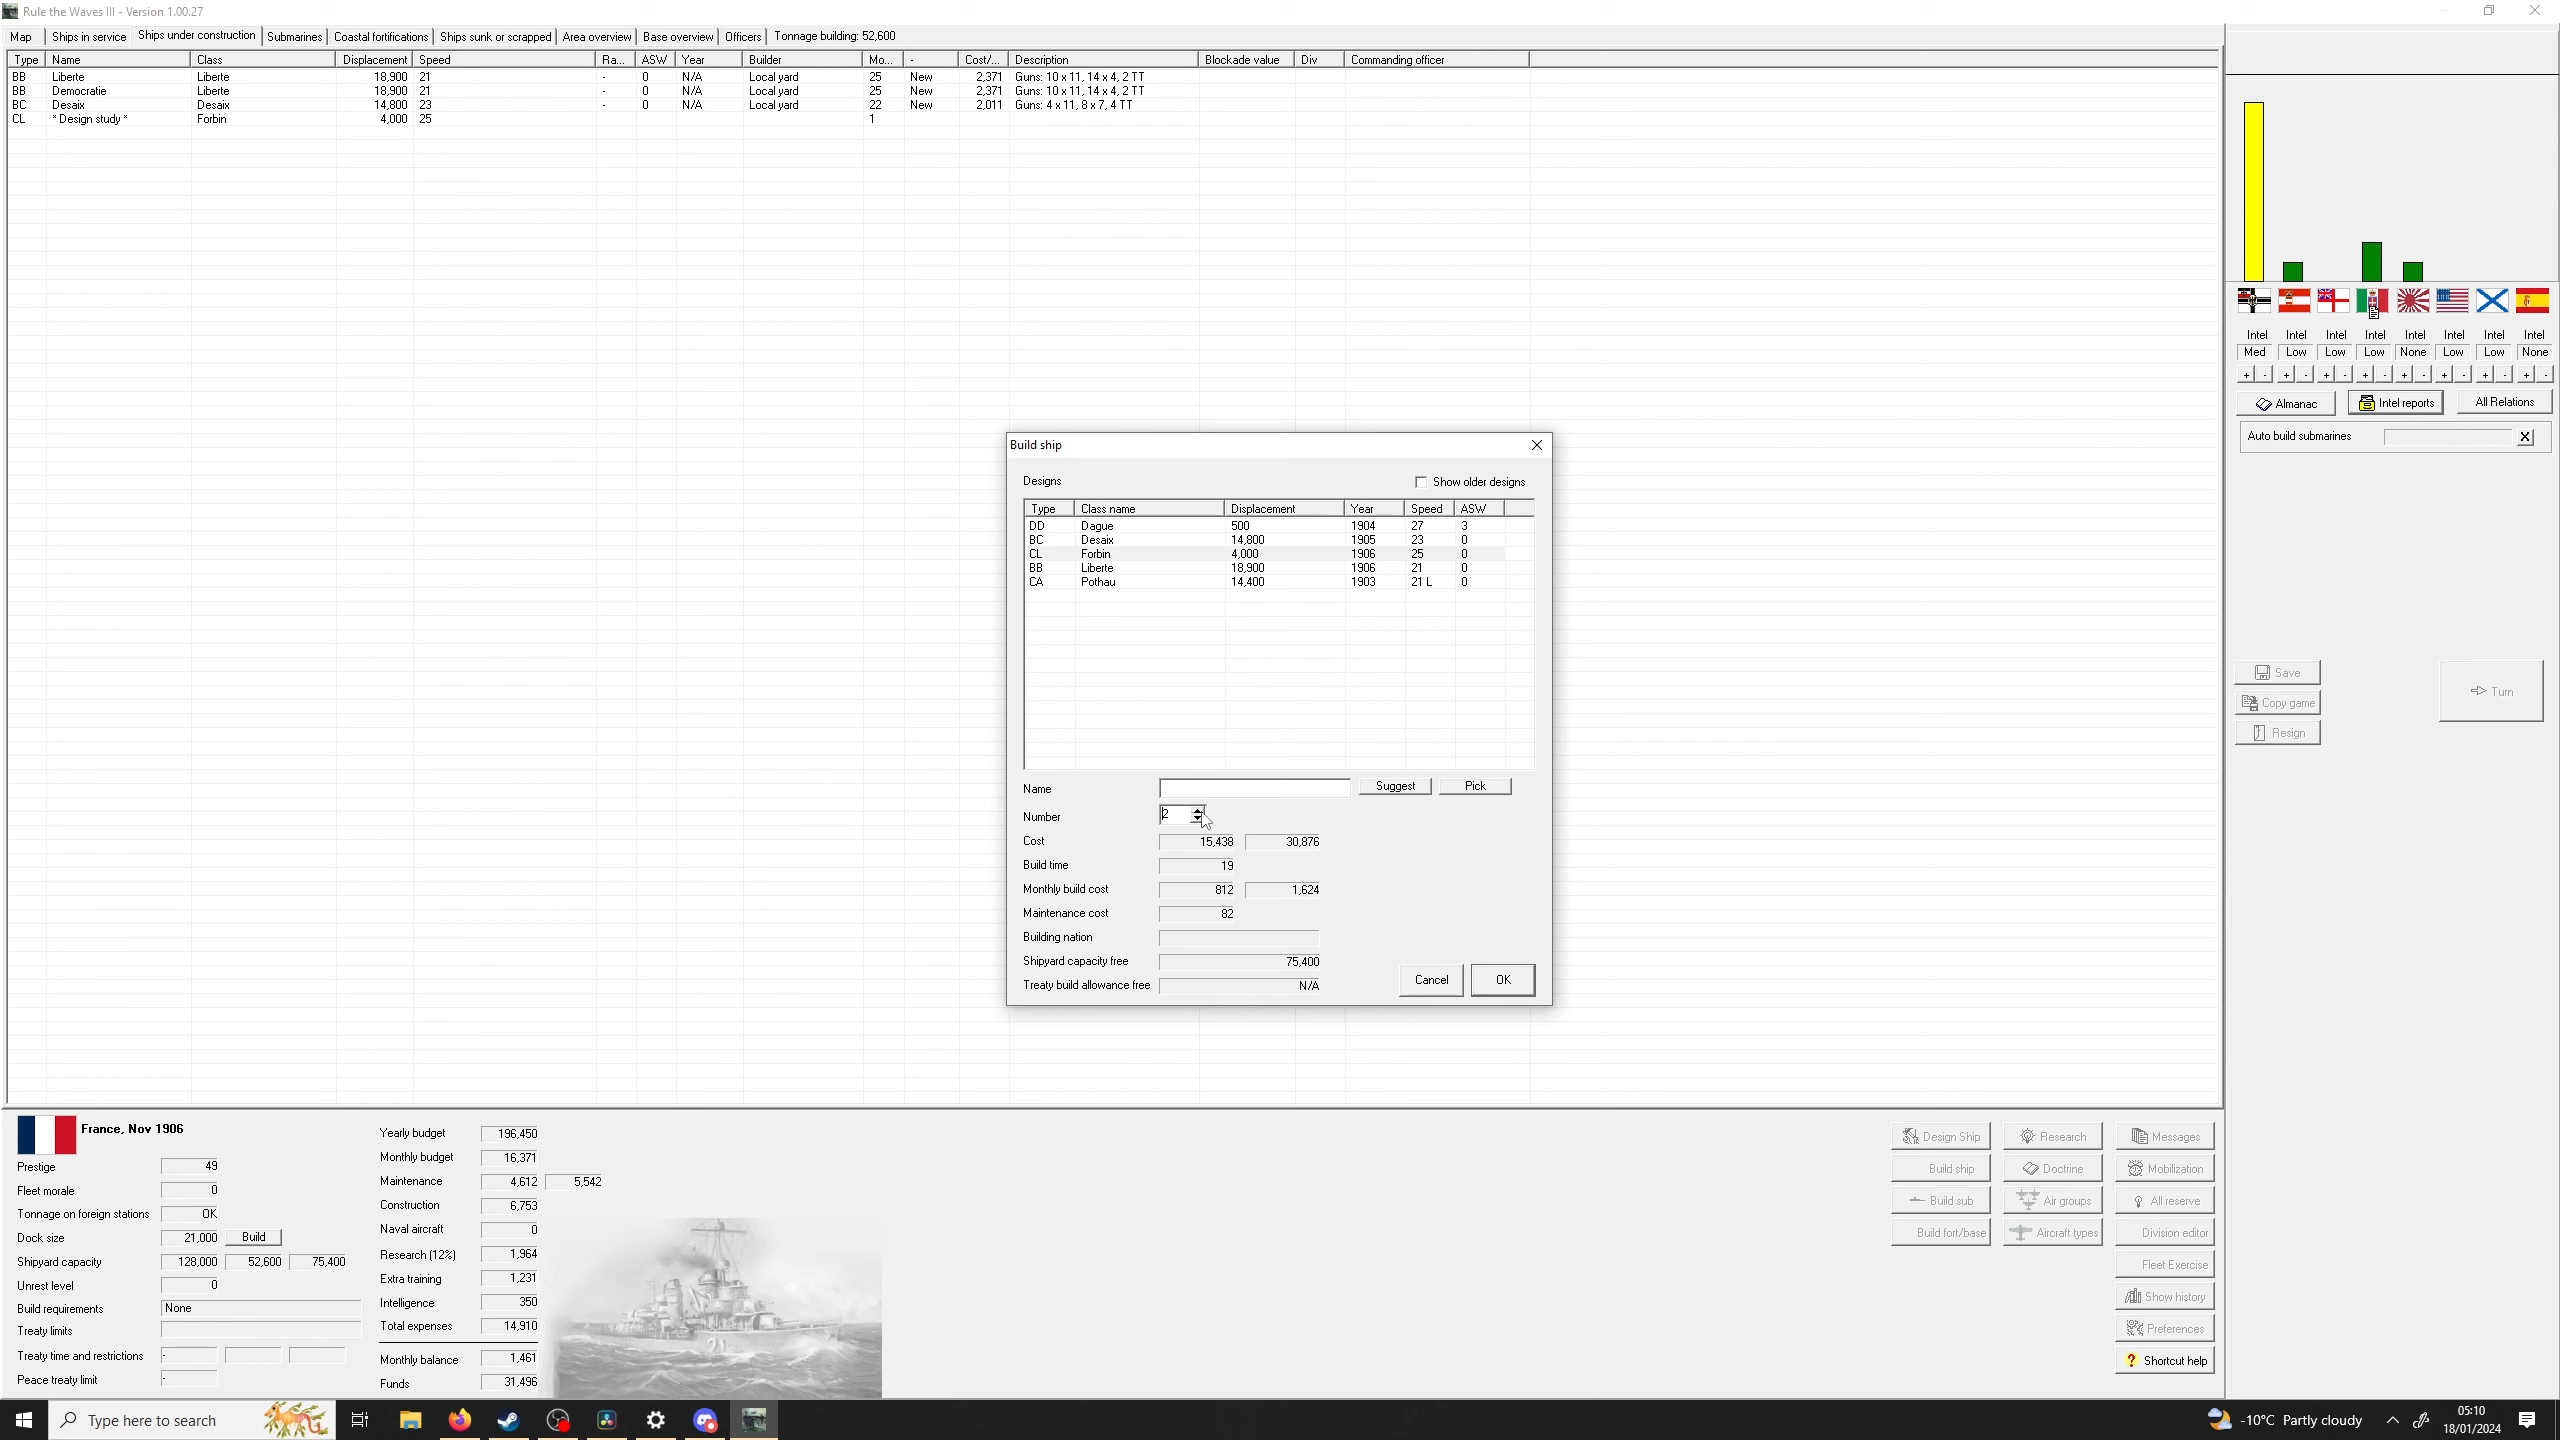 Rule the Waves III - Version 1.00.27
Map Ships in service Ships under construction Submarines Coastal fortifications Ships sunk or scrapped Area overview Base overview Officers Tonnage building: 52,600
Type Name Class Displacement Speed Ra... ASW Year Builder Mo... - Cost/... Description Blockade value Div Commanding officer
BB Liberte Liberte 18,900 21 - 0 N/A Local yard 25 New 2,371 Guns: 10 x 11, 14 x 4, 2 TT
BB Democratie Liberte 18,900 21 - 0 N/A Local yard 25 New 2,371 Guns: 10 x 11, 14 x 4, 2 TT
BC Desaix Desaix 14,800 23 - 0 N/A Local yard 22 New 2,011 Guns: 4 x 11, 8 x 7, 4 TT
CL * Design study * Forbin 4,000 25 1
Intel Intel Intel Intel Intel Intel Intel Intel
Med Low Low Low None Low Low None
+ - + - + - + - + - + - + - + -
Almanac Intel reports All Relations
Auto build submarines X
Save
Copy game
Resign
Turn
Build ship
Designs Show older designs
Type Class name Displacement Year Speed ASW
DD Dague 500 1904 27 3
BC Desaix 14,800 1905 23 0
CL Forbin 4,000 1906 25 0
BB Liberte 18,900 1906 21 0
CA Pothau 14,400 1903 21 L 0
Name Suggest Pick
Number 2
Cost 15,438 30,876
Build time 19
Monthly build cost 812 1,624
Maintenance cost 82
Building nation
Shipyard capacity free 75,400
Treaty build allowance free N/A
Cancel OK
France, Nov 1906
Prestige 49
Fleet morale 0
Tonnage on foreign stations OK
Dock size 21,000 Build
Shipyard capacity 128,000 52,600 75,400
Unrest level 0
Build requirements None
Treaty limits
Treaty time and restrictions -
Peace treaty limit -
Yearly budget 196,450
Monthly budget 16,371
Maintenance 4,612 5,542
Construction 6,753
Naval aircraft 0
Research (12%) 1,964
Extra training 1,231
Intelligence 350
Total expenses 14,910
Monthly balance 1,461
Funds 31,496
Design Ship Research Messages
Build ship Doctrine Mobilization
Build sub Air groups All reserve
Build fort/base Aircraft types Division editor
Fleet Exercise
Show history
Preferences
? Shortcut help
Type here to search
-10°C Partly cloudy
05:10
18/01/2024